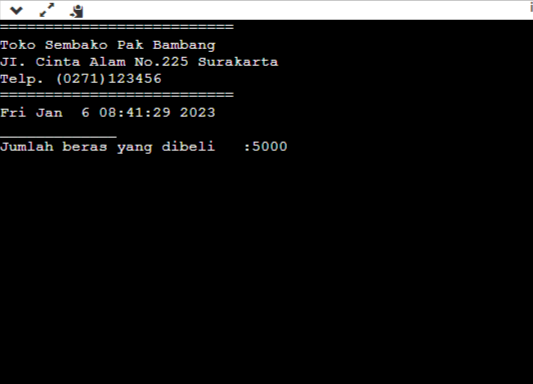 ==========================
Toko Sembako Pak Bambang
JI. Cinta Alam No.225 Surakarta
Telp. (0271)123456
==========================
Fri Jan  6 08:41:29 2023
_____________
Jumlah beras yang dibeli   :5000